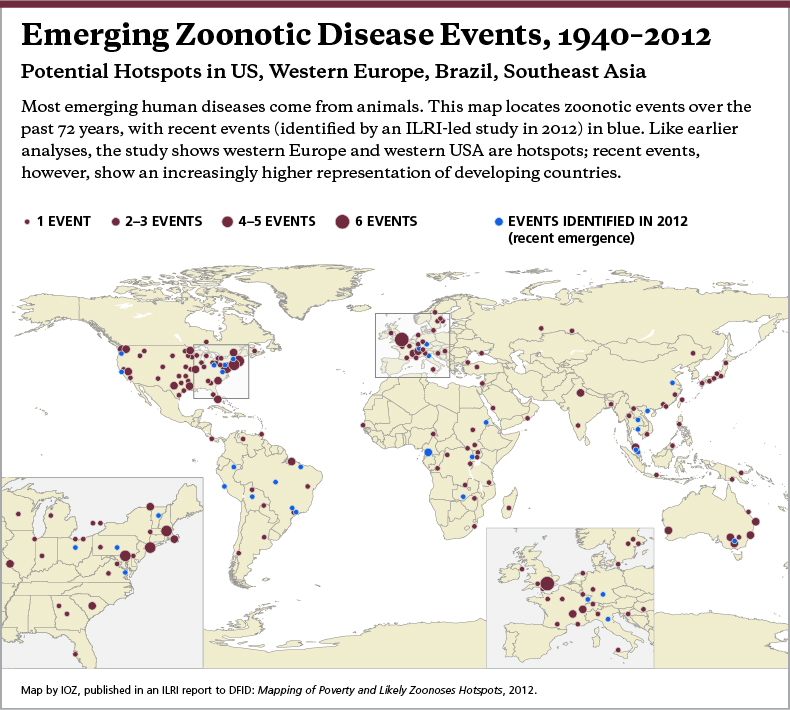 Emerging Zoonotic Disease Events, 1940–2012
Potential Hotspots in US, Western Europe, Brazil, Southeast Asia
Most emerging human diseases come from animals. This map locates zoonotic events over the
past 72 years, with recent events (identified by an ILRI-led study in 2012) in blue. Like earlier
analyses, the study shows western Europe and western USA are hotspots; recent events,
however, show an increasingly higher representation of developing countries.
1 EVENT 2–3 EVENTS 4–5 EVENTS 6 EVENTS EVENTS IDENTIFIED IN 2012
(recent emergence)
Map by IOZ, published in an ILRI report to DFID: Mapping of Poverty and Likely Zoonoses Hotspots, 2012.